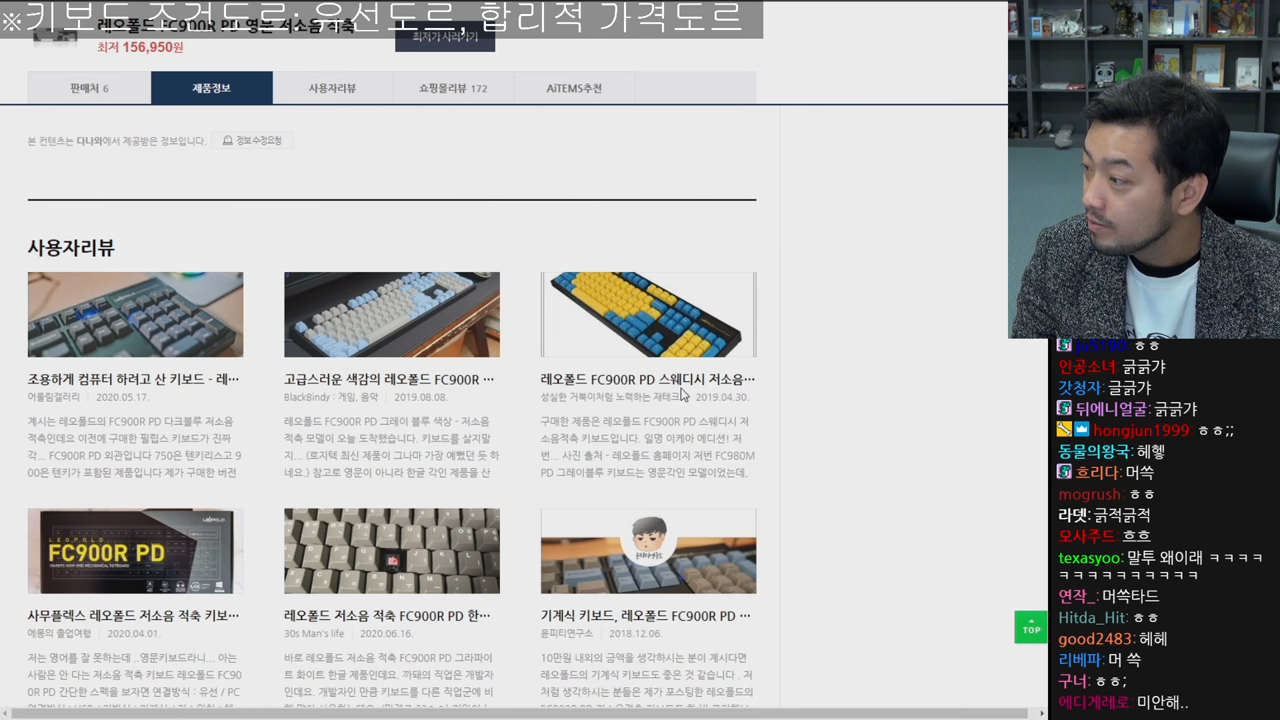 ※키보드 조건도르: 유선도르, 합리적 가격도르
레오폴드 FC900R PD 영문 저소음 적축
최저 156,950원
최저가 사러가기
판매처 6
제품정보
사용자리뷰
쇼핑몰리뷰 172
AiTEMS추천
본 컨텐츠는 다나와에서 제공받은 정보입니다.
정보 수정요청
사용자리뷰
조용하게 컴퓨터 하려고 산 키보드 - 레…
어쿨림걸러리 2020.05.17.
계시는 레오폴드의 FC900R PD 다크블루 저소음
적축인데요 이전에 구매한 필립스 키보드가 진짜
각... FC900R PD 외관입니다 750은 텐키리스고 9
00은 텐키가 포함된 제품입니다 제가 구매한 버전
고급스러운 색감의 레오폴드 FC900R …
BlackBindy : 게임, 음악 2018.08.08.
레오폴드 FC900R PD 그레이 블루 색상 - 저소음
적축 모델이 오늘 도착했습니다. 키보드를 살지말
지... (로지텍 최신제품보다 가장 예뻤던 듯 하
네요.) 참고로 영문이 아니라 한글 각인 제품을 산
레오폴드 FC900R PD 스웨디시 저소음…
성실한 거북이처럼 노력하는 재테크 2019.04.30.
구매한 제품은 레오폴드 FC900R PD 스웨디시 저
소음적축 키보드입니다. 일명 이케아 에디션! 저
번... 사진 출처 - 레오폴드 홈페이지 저번 FC980M
PD 그레이블루 키보드는 영문각인 모델이었는데,
LEOPOLD
LEOPOLD
FC900R PD
사무플렉스 레오폴드 저소음 적축 키보…
에몽의 졸업여행 2020.04.01.
저는 영어를 잘 못하는데 ..영문키보드라니... 아는
사람은 안 다는 저소음 적축 키보드 레오폴드 FC90
0R PD 간단한 스펙을 보자면 연결방식 : 유선 / PC
레오폴드 저소음 적축 FC900R PD 한…
30s Man's life 2020.06.16.
바로 레오폴드 저소음 적축 FC900R PD 그라파이
트 화이트 한글 제품인데요. 까돼의 직업은 개발자
인데요. 개발자인 만큼 키보드를 다른 직업군에 비
기계식 키보드, 레오폴드 FC900R PD …
윤피티연구소 2018.12.06.
10만원 내외의 금액을 생각하시는 분이 계시다면
레오폴드의 기계식 키보드도 좋은 것 같습니다 . 저
처럼 생각하시는 분들은 제가 포스팅한 레오폴드의
TOP
ju5190: ㅎㅎ
인공소녀: 긁긁갸
갓청자: 글긁갸
뒤에니얼굴: 긁긁갸
hongjun1999: ㅎㅎ;;
동물의왕국: 헤헿
흐리다: 머쓱
mogrush: ㅎㅎ
라뎃: 긁적긁적
모사주드: ㅎㅎ
texasyoo: 말투 왜이래 ㅋㅋㅋㅋ
ㅋㅋㅋㅋㅋㅋㅋㅋㅋㅋ
연작_: 머쓱타드
Hitda_Hit: ㅎㅎ
good2483: 헤헤
리베파: 머 쓱
구너: ㅎㅎ;
에디게레로: 미안해..